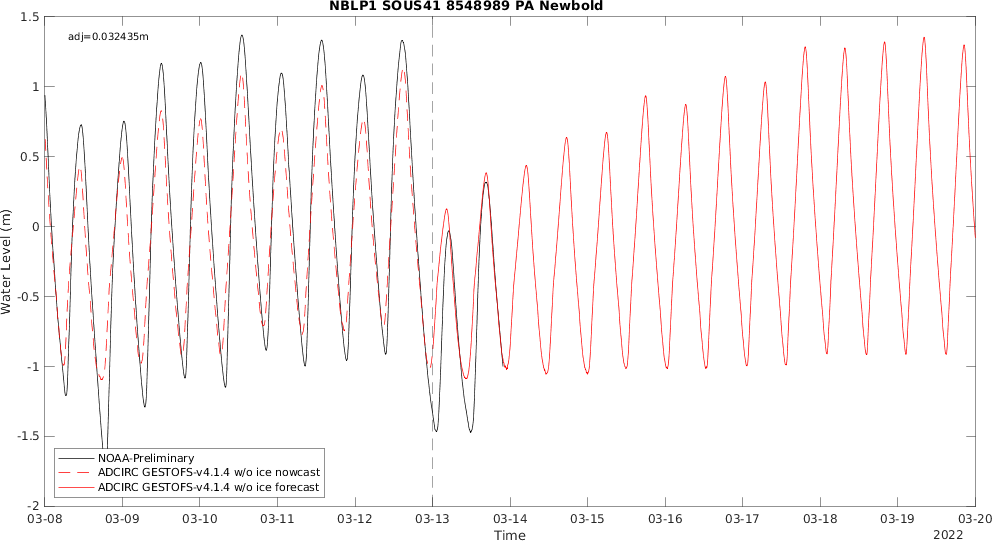 NBLP1 SOUS41 8548989 PA Newbold
adj=0.032435m
1.5
1
0.5
0
-0.5
-1
-1.5
-2
Water Level (m)
NOAA-Preliminary
ADCIRC GESTOFS-v4.1.4 w/o ice nowcast
ADCIRC GESTOFS-v4.1.4 w/o ice forecast
03-08 03-09 03-10 03-11 03-12 03-13 03-14 03-15 03-16 03-17 03-18 03-19 03-20
Time
2022